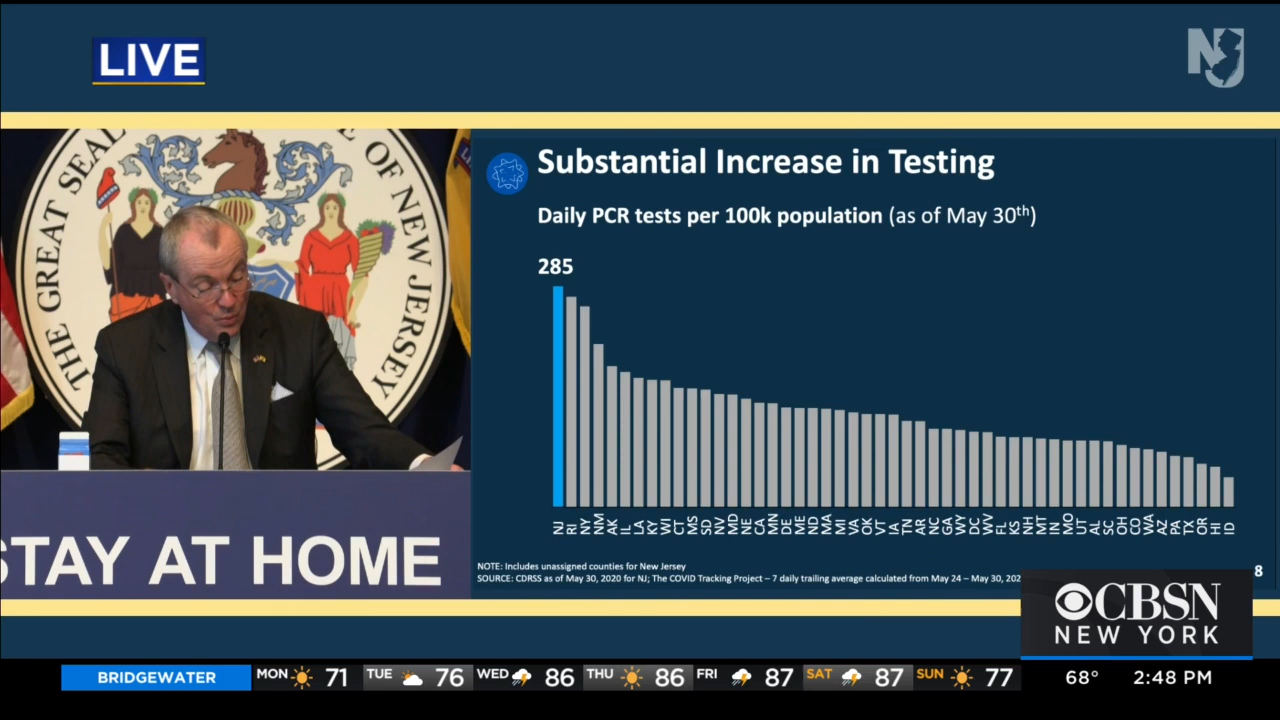 LIVE
NJ
THE GREAT SEAL
E OF NEW JERSEY
STAY AT HOME
Substantial Increase in Testing
Daily PCR tests per 100k population (as of May 30th)
285
NJ RI NY NM AK IL LA KY WI CT MS SD NV MD NE CA MN DE ME ND MA MI VA OK VT IA TN AR NC GA WY DC WV FL KS NH MT IN MO UT AL SC OH CO WA AZ PA TX OR HI ID
NOTE: Includes unassigned counties for New Jersey
SOURCE: CDRSS as of May 30, 2020 for NJ; The COVID Tracking Project – 7 daily trailing average calculated from May 24 – May 30, 202
8
CBSN
NEW YORK
BRIDGEWATER MON 71 TUE 76 WED 86 THU 86 FRI 87 SAT 87 SUN 77 68° 2:48 PM